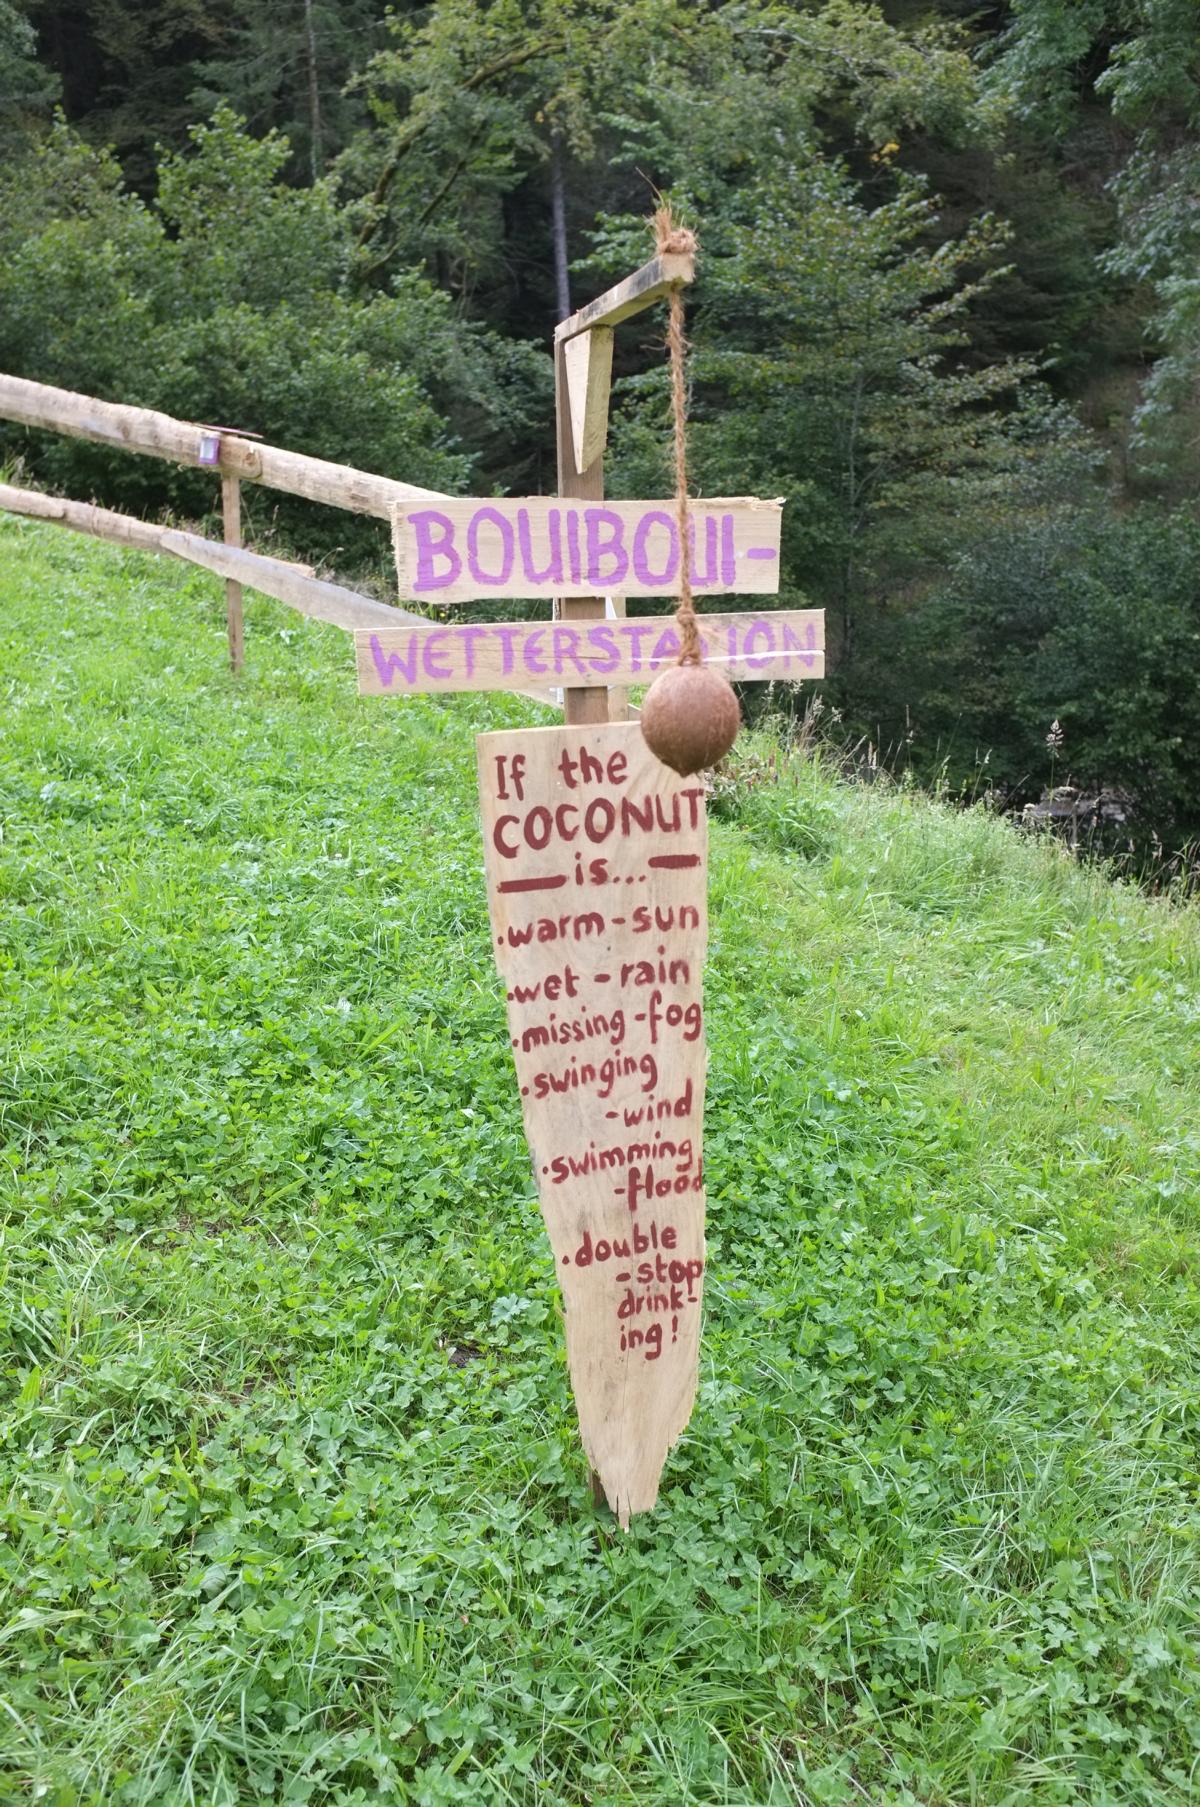 BOUIBOUI-
WETTERSTATION
If the
COCONUT
is...
·warm-sun
·wet-rain
·missing-fog
·swinging
-wind
·swimming
-flood
·double
-stop
drink-
ing!